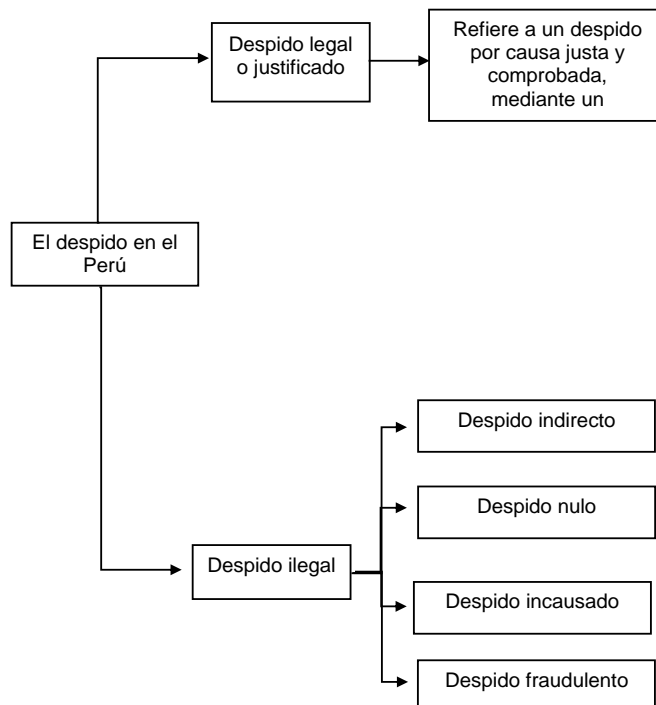 Despido legal
o justificado
Refiere a un despido
por causa justa y
comprobada,
mediante un
El despido en el
Perú
Despido indirecto
Despido nulo
Despido ilegal
Despido incausado
Despido fraudulento